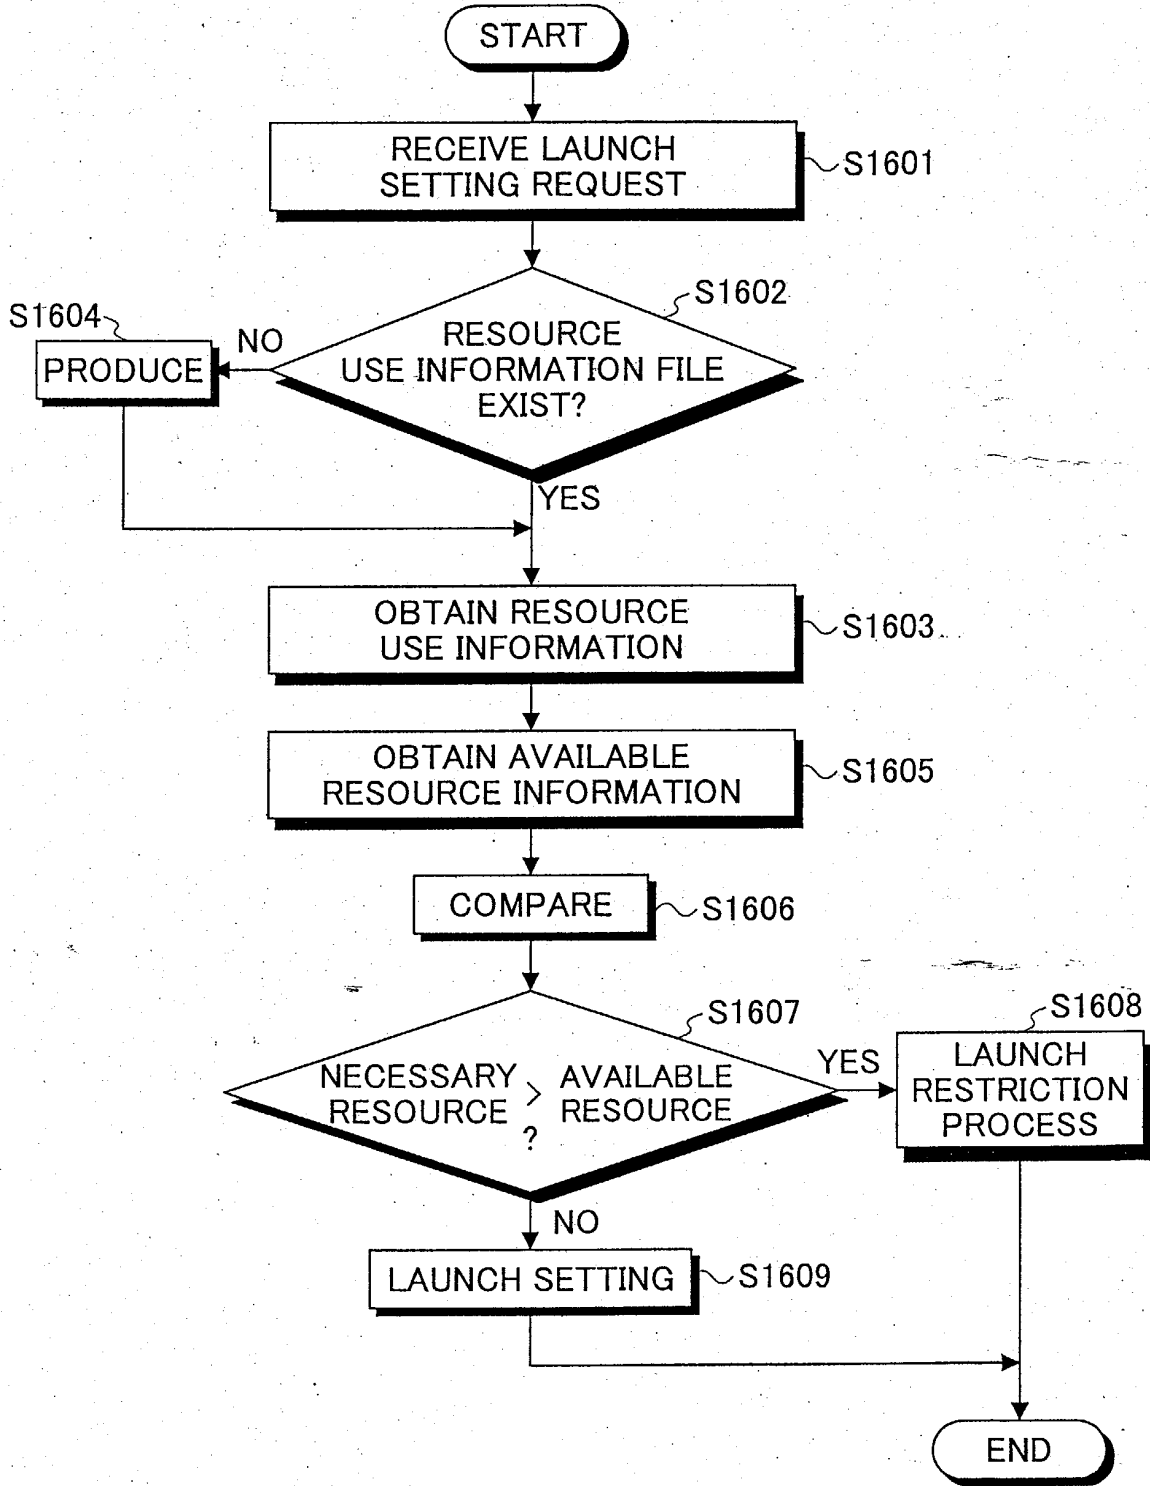 START
RECEIVE LAUNCH
SETTING REQUEST
S1601
S1602
RESOURCE
USE INFORMATION FILE
EXIST?
S1604
NO
PRODUCE
YES
OBTAIN RESOURCE
USE INFORMATION
S1603
OBTAIN AVAILABLE
RESOURCE INFORMATION
S1605
COMPARE
S1606
S1607
NECESSARY > AVAILABLE
RESOURCE RESOURCE
?
YES
S1608
LAUNCH
RESTRICTION
PROCESS
NO
LAUNCH SETTING
S1609
END